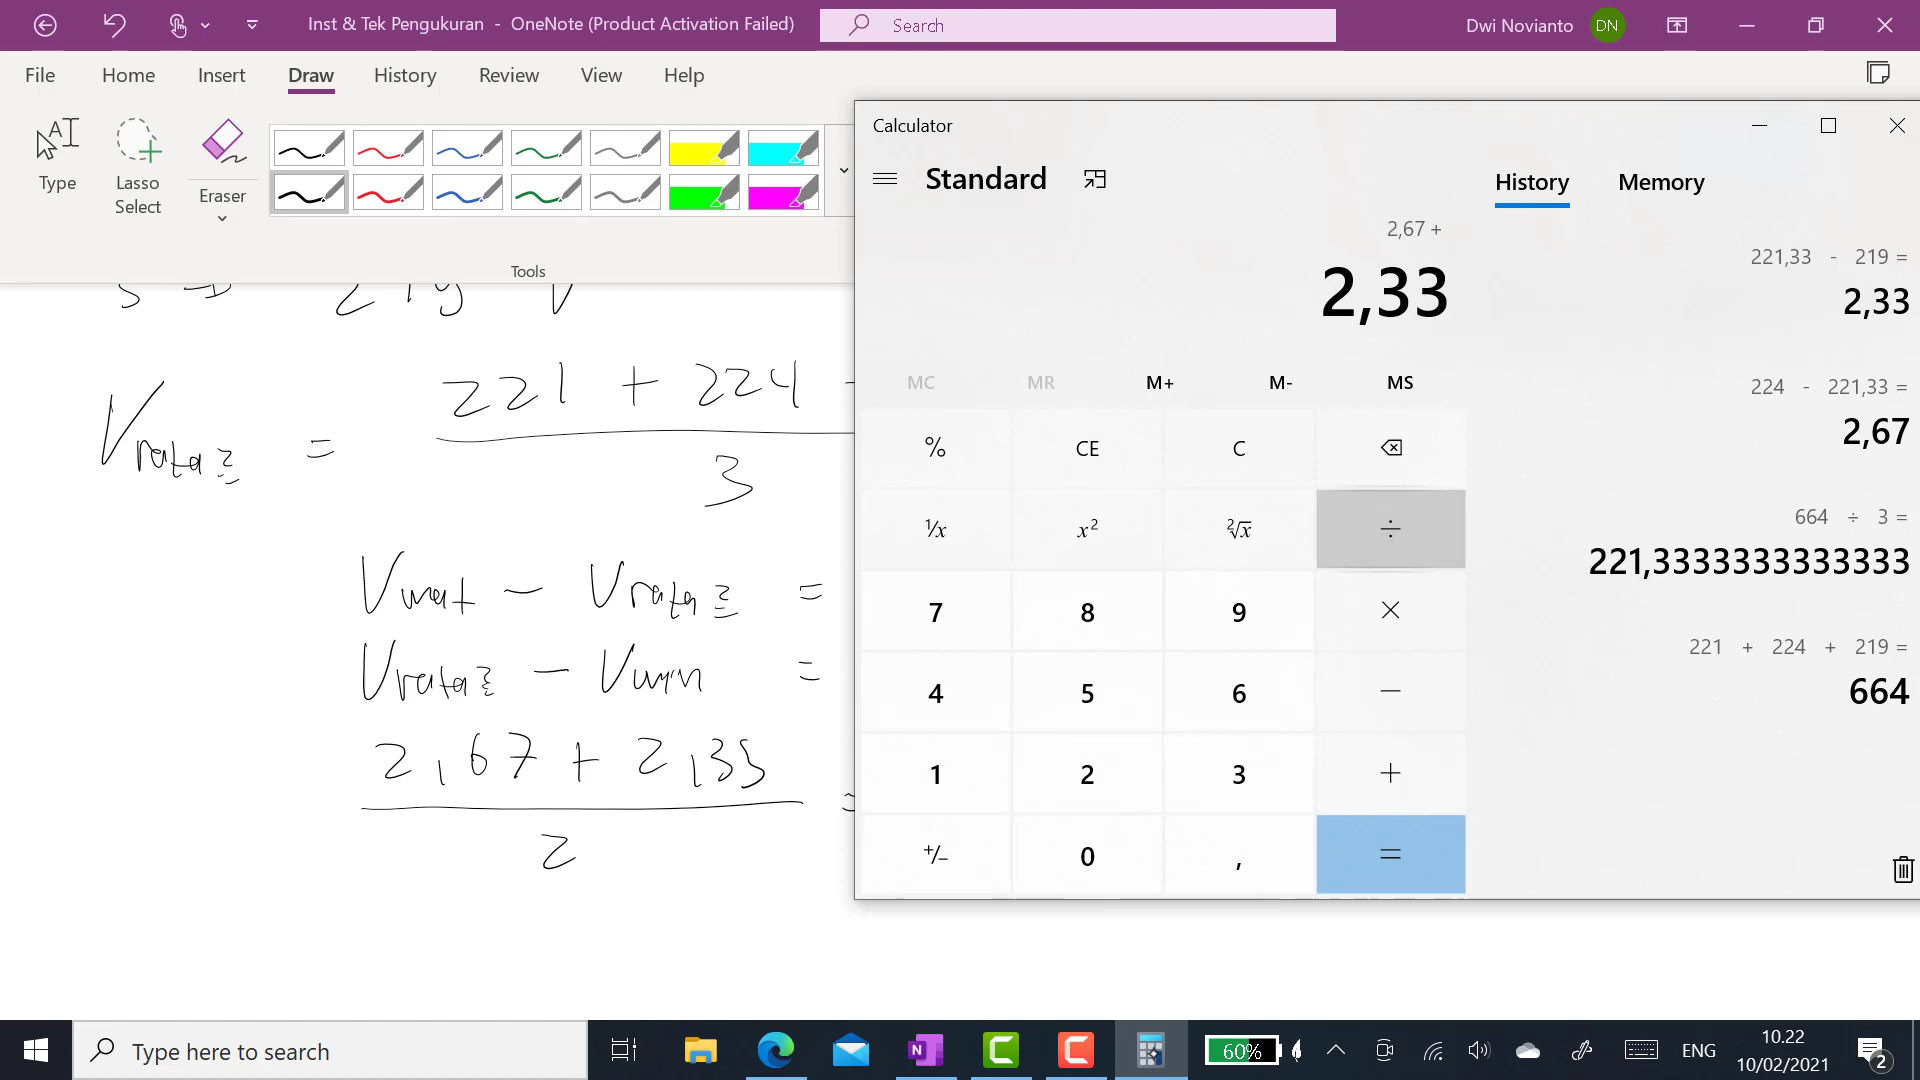 Inst & Tek Pengukuran - OneNote (Product Activation Failed)
Search
Dwi Novianto
DN
File Home Insert Draw History Review View Help
Type
Lasso Select
Eraser
Tools
Calculator
Standard
History Memory
2,67 +
2,33
MC MR M+ M- MS
% CE C
1/x x² ²√x ÷
7 8 9 ×
4 5 6 −
1 2 3 +
+/− 0 , =
221,33 - 219 =
2,33
224 - 221,33 =
2,67
664 ÷ 3 =
221,3333333333333
221 + 224 + 219 =
664
3 → 219 V
Vrata2 = 221 + 224 -
3
Vmat - Vrata2 =
Vrata2 - Vmin =
2,67 + 2,33 =
2
Type here to search
60%
ENG
10.22
10/02/2021
2